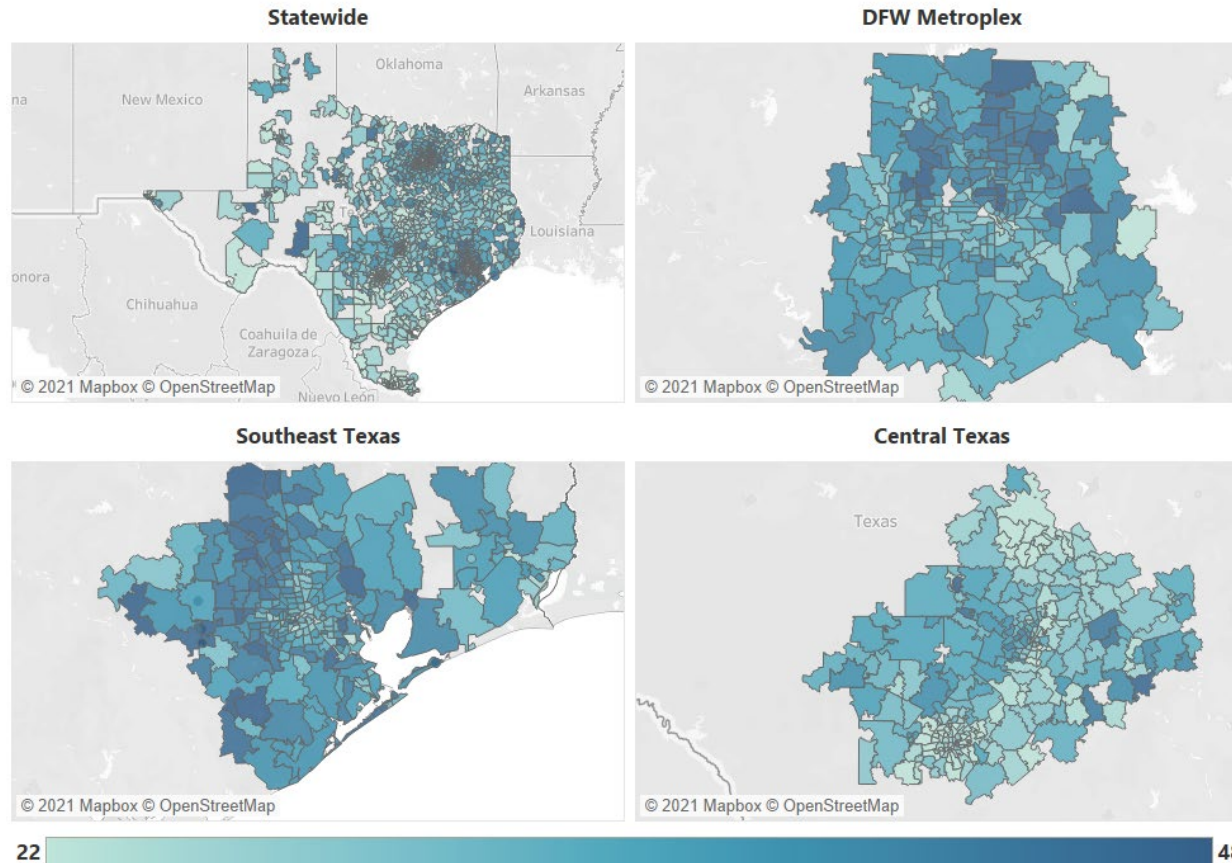 Statewide
Oklahoma
New Mexico
Arkansas
Louisiana
Chihuahua
Coahuila de
Zaragoza
Nuevo León
© 2021 Mapbox © OpenStreetMap
DFW Metroplex
© 2021 Mapbox © OpenStreetMap
Southeast Texas
© 2021 Mapbox © OpenStreetMap
Central Texas
Texas
© 2021 Mapbox © OpenStreetMap
22